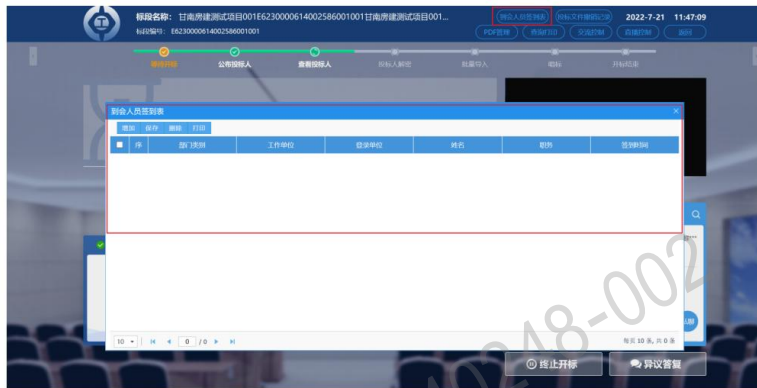 标段名称： 甘南房建测试项目001E6230000614002586001001甘南房建测试项目001...
到会人员签到表 投标文件撤销记录 2022-7-21 11:47:09
标段编号： E6230000614002586001001
PDF签章 查询打印 交流控制 直播控制 返回
公布投标人 查看投标人 投标人解密 批量导入 唱标 开标结束
到会人员签到表
增加 保存 删除 打印
序 部门类别 工作单位 登录单位 姓名 职务 签到时间
10 0 / 0
每页 10 条, 共 0 条
终止开标 异议答复
0248-002